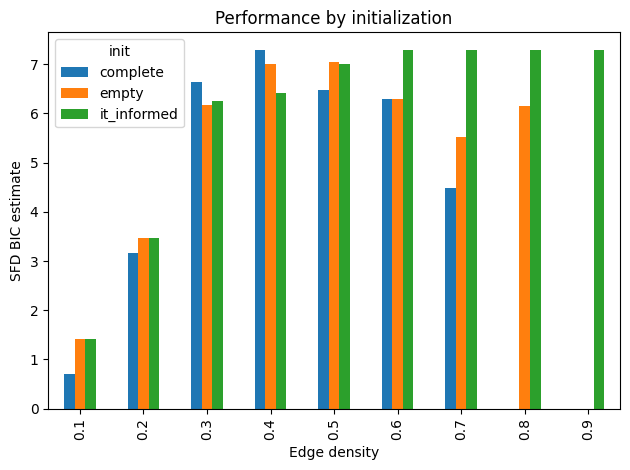 Performance by initialization
init
complete
empty
it_informed
SFD BIC estimate
7
6
5
4
3
2
1
0
0.1 0.2 0.3 0.4 0.5 0.6 0.7 0.8 0.9
Edge density